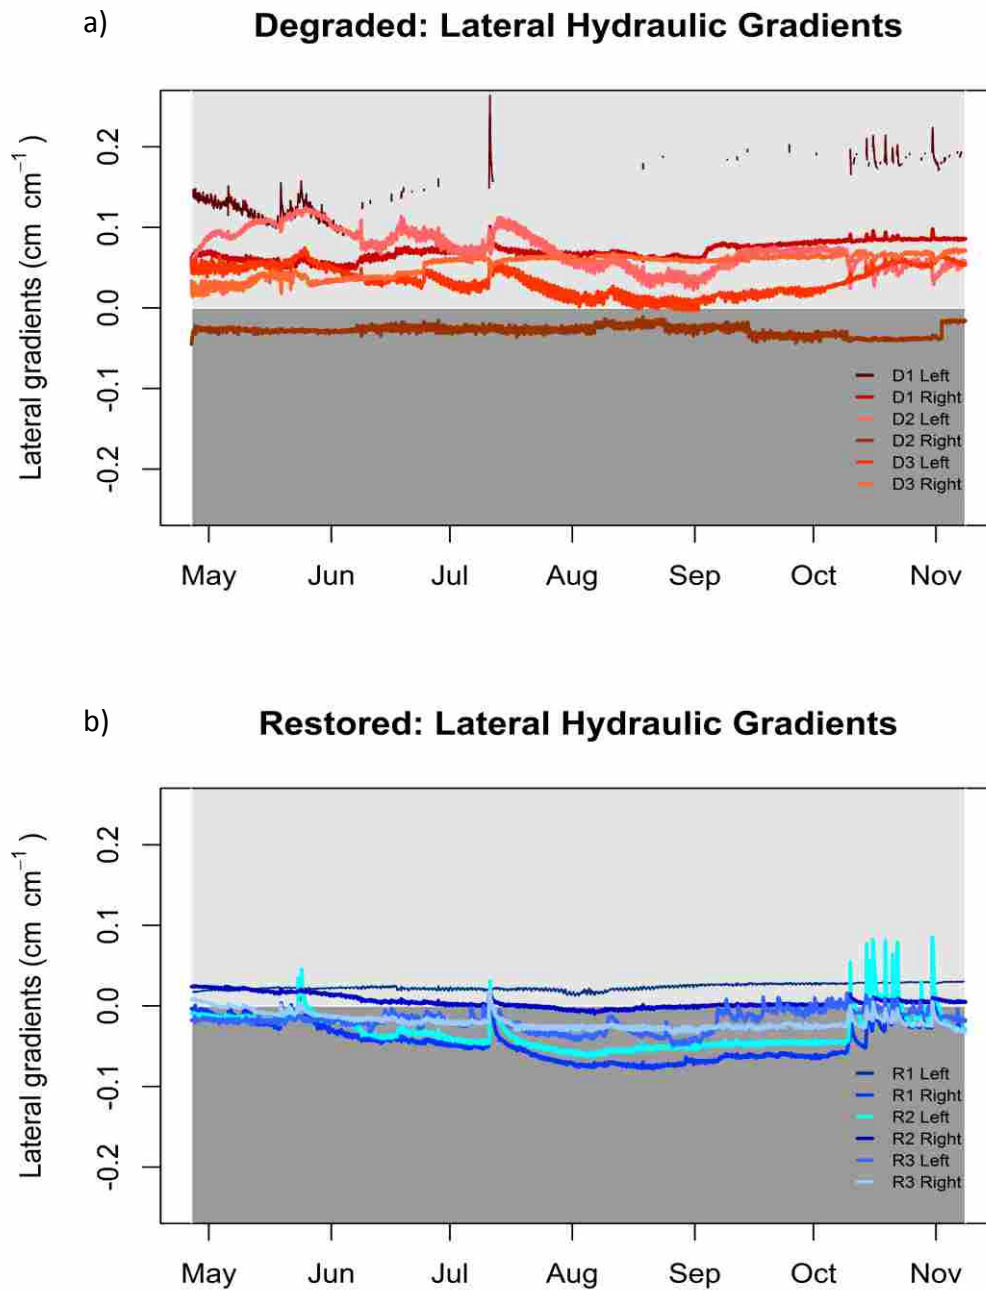 a)
Degraded: Lateral Hydraulic Gradients
Lateral gradients (cm cm⁻¹ )
0.2
0.1
0.0
-0.1
-0.2
D1 Left
D1 Right
D2 Left
D2 Right
D3 Left
D3 Right
May Jun Jul Aug Sep Oct Nov
b)
Restored: Lateral Hydraulic Gradients
Lateral gradients (cm cm⁻¹ )
0.2
0.1
0.0
-0.1
-0.2
R1 Left
R1 Right
R2 Left
R2 Right
R3 Left
R3 Right
May Jun Jul Aug Sep Oct Nov